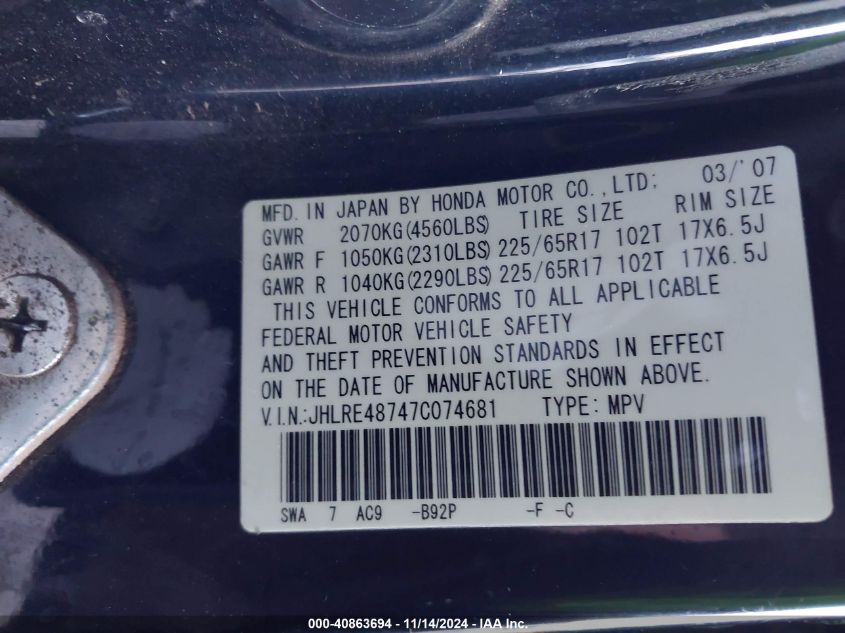 MFD. IN JAPAN BY HONDA MOTOR CO.,LTD; 03/'07
GVWR 2070KG(4560LBS) TIRE SIZE RIM SIZE
GAWR F 1050KG(2310LBS) 225/65R17 102T 17X6.5J
GAWR R 1040KG(2290LBS) 225/65R17 102T 17X6.5J
THIS VEHICLE CONFORMS TO ALL APPLICABLE
FEDERAL MOTOR VEHICLE SAFETY
AND THEFT PREVENTION STANDARDS IN EFFECT
ON THE DATE OF MANUFACTURE SHOWN ABOVE.
V.I.N.:JHLRE48747C074681 TYPE: MPV
SWA 7 AC9 -B92P -F -C
000-40863694 - 11/14/2024 - IAA Inc.